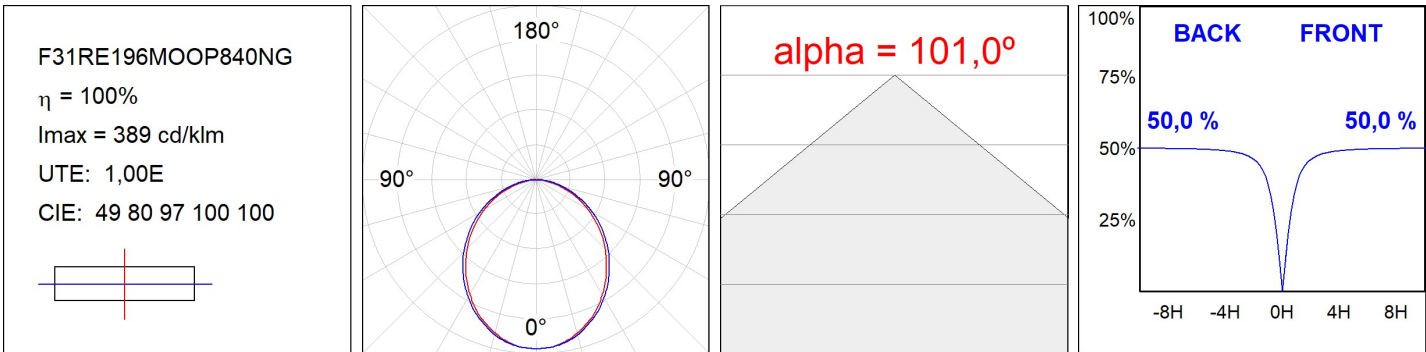 F31RE196MOOP840NG
η = 100%
Imax = 389 cd/klm
UTE: 1,00E
CIE: 49 80 97 100 100
180°
90° 90°
0°
alpha = 101,0º
100%
BACK FRONT
75%
50,0 % 50,0 %
50%
25%
-8H -4H 0H 4H 8H